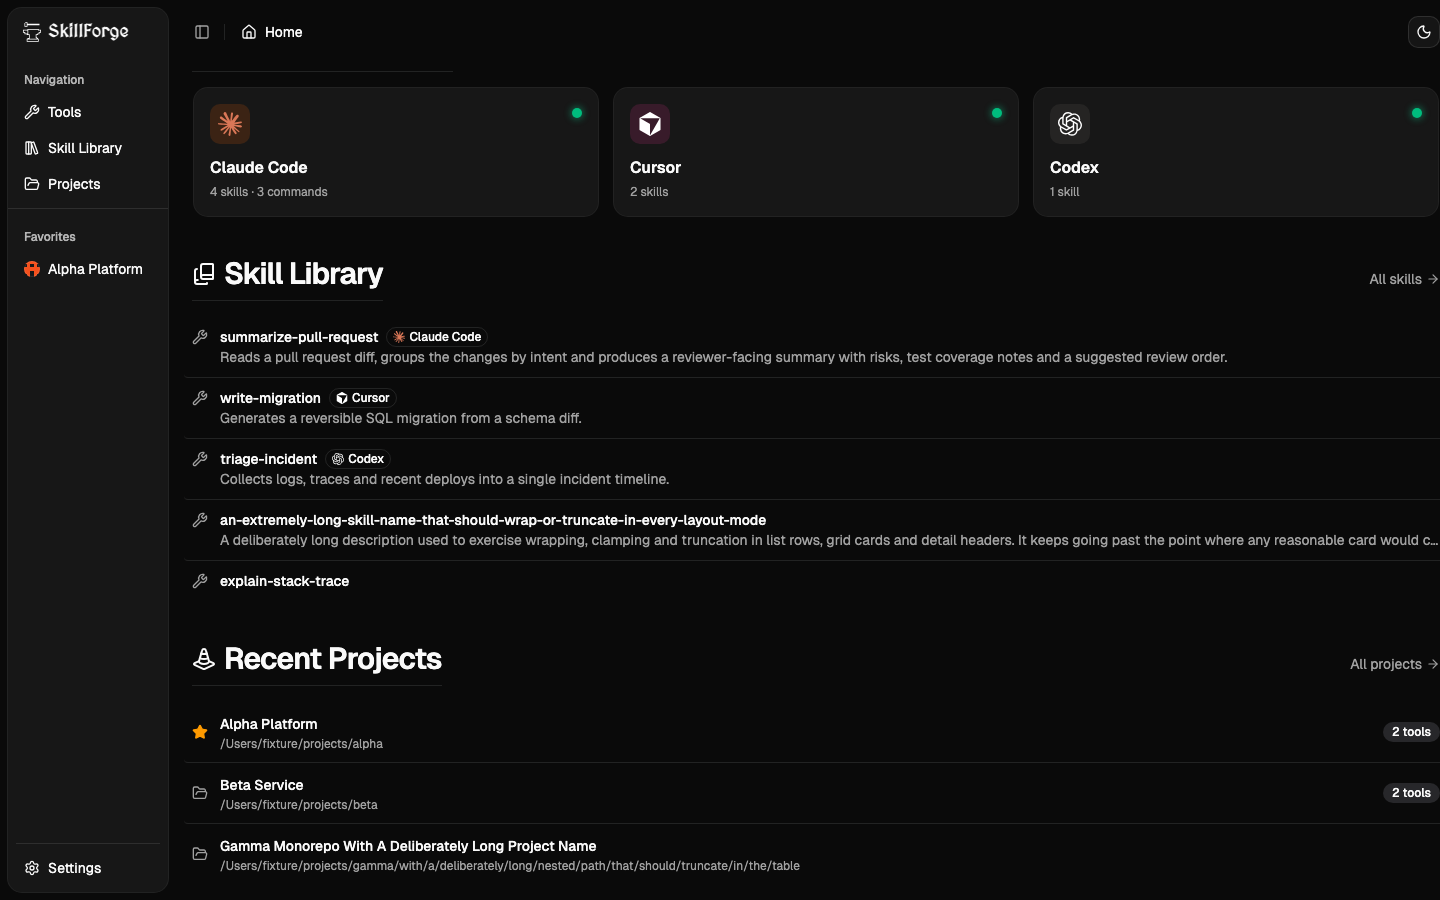 SkillForge
Home
Navigation
Tools
Skill Library
Projects
Favorites
Alpha Platform
Settings
Claude Code
4 skills · 3 commands
Cursor
2 skills
Codex
1 skill
Skill Library
All skills →
summarize-pull-request Claude Code
Reads a pull request diff, groups the changes by intent and produces a reviewer-facing summary with risks, test coverage notes and a suggested review order.
write-migration Cursor
Generates a reversible SQL migration from a schema diff.
triage-incident Codex
Collects logs, traces and recent deploys into a single incident timeline.
an-extremely-long-skill-name-that-should-wrap-or-truncate-in-every-layout-mode
A deliberately long description used to exercise wrapping, clamping and truncation in list rows, grid cards and detail headers. It keeps going past the point where any reasonable card would c...
explain-stack-trace
Recent Projects
All projects →
Alpha Platform
/Users/fixture/projects/alpha
2 tools
Beta Service
/Users/fixture/projects/beta
2 tools
Gamma Monorepo With A Deliberately Long Project Name
/Users/fixture/projects/gamma/with/a/deliberately/long/nested/path/that/should/truncate/in/the/table